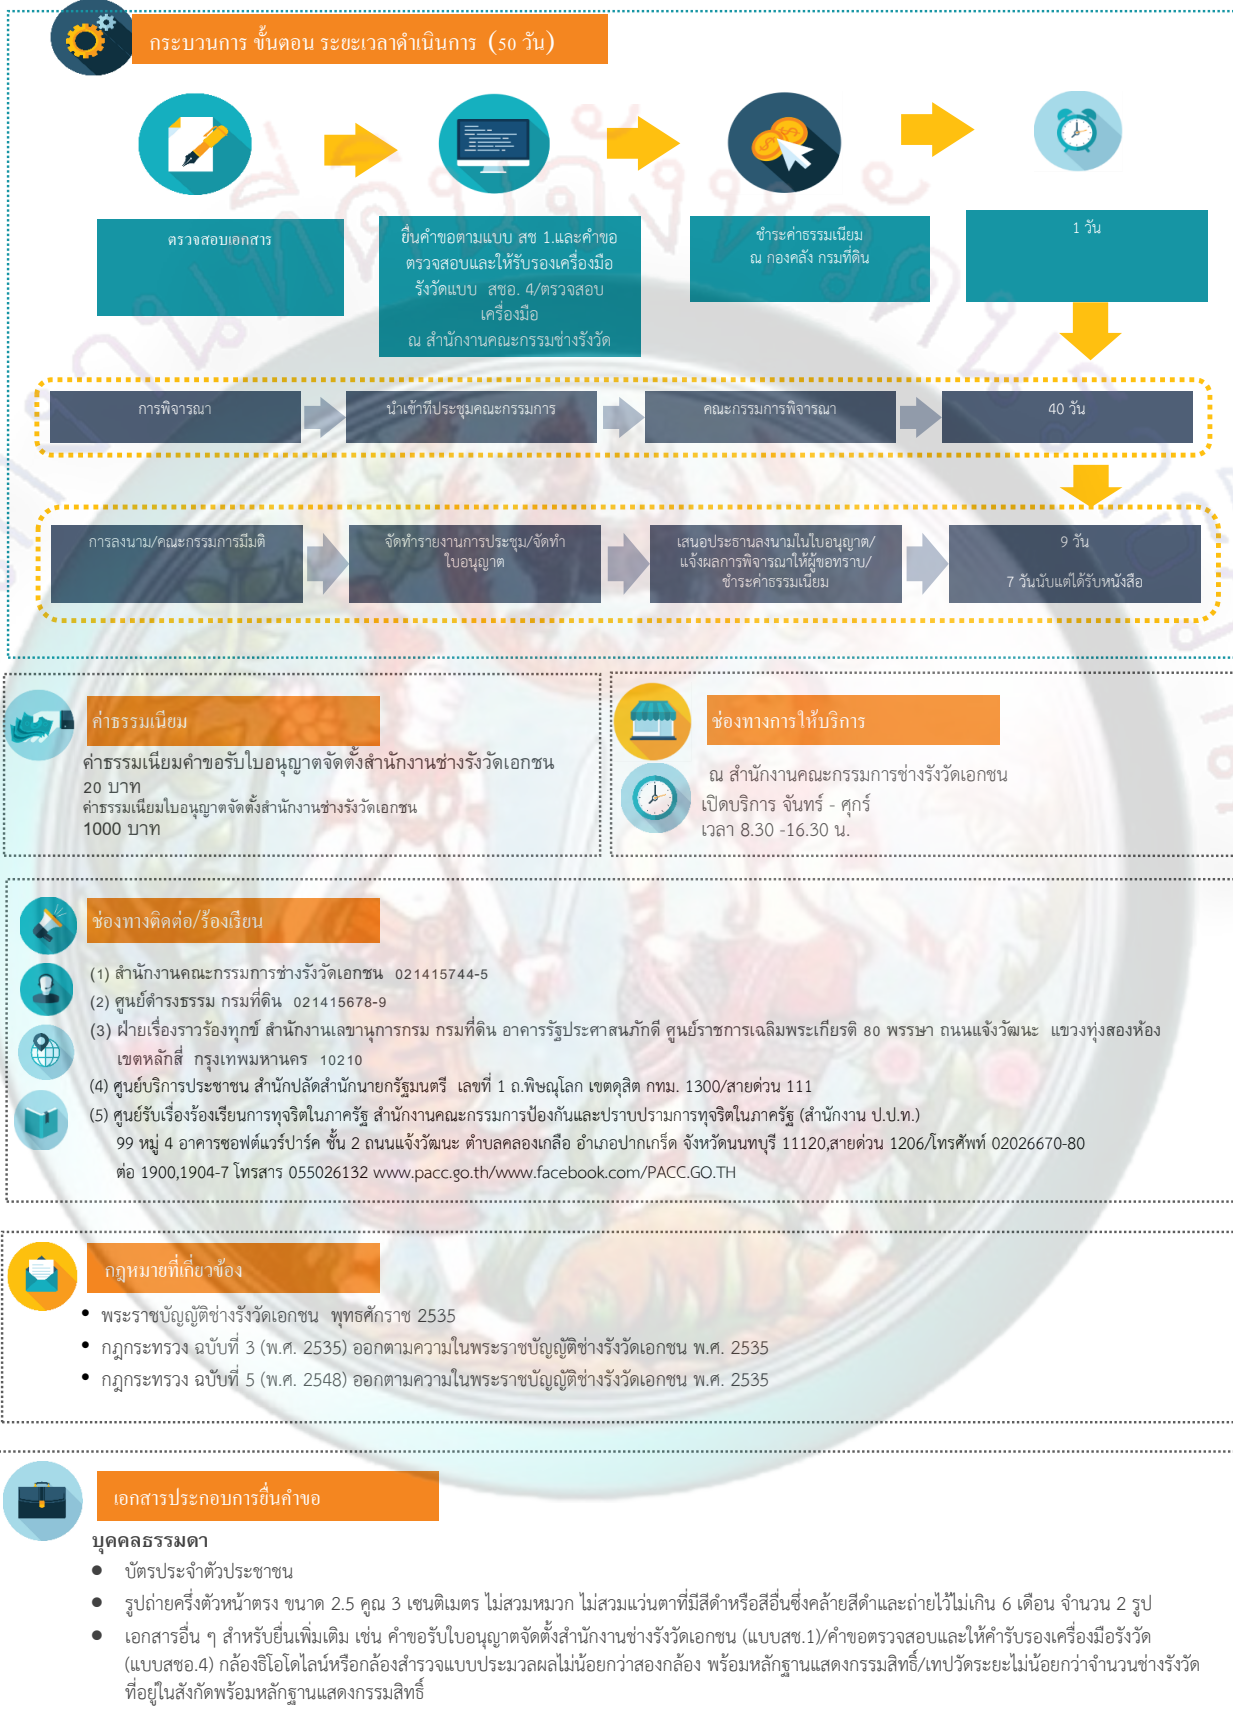 กระบวนการ ขั้นตอน ระยะเวลาดำเนินการ (50 วัน)
ตรวจสอบเอกสาร
ยื่นคำขอตามแบบ สช 1.และคำขอ
ตรวจสอบและให้รับรองเครื่องมือ
รังวัดแบบ สชอ. 4/ตรวจสอบ
เครื่องมือ
ณ สำนักงานคณะกรรมช่างรังวัด
ชำระค่าธรรมเนียม
ณ กองคลัง กรมที่ดิน
1 วัน
การพิจารณา
นำเข้าที่ประชุมคณะกรรมการ
คณะกรรมการพิจารณา
40 วัน
การลงนาม/คณะกรรมการมีมติ
จัดทำรายงานการประชุม/จัดทำ
ใบอนุญาต
เสนอประธานลงนามในใบอนุญาต/
แจ้งผลการพิจารณาให้ผู้ขอทราบ/
ชำระค่าธรรมเนียม
9 วัน
7 วันนับแต่ได้รับหนังสือ
ค่าธรรมเนียม
ค่าธรรมเนียมคำขอรับใบอนุญาตจัดตั้งสำนักงานช่างรังวัดเอกชน
20 บาท
ค่าธรรมเนียมใบอนุญาตจัดตั้งสำนักงานช่างรังวัดเอกชน
1000 บาท
ช่องทางการให้บริการ
ณ สำนักงานคณะกรรมการช่างรังวัดเอกชน
เปิดบริการ จันทร์ - ศุกร์
เวลา 8.30 -16.30 น.
ช่องทางติดต่อ/ร้องเรียน
(1) สำนักงานคณะกรรมการช่างรังวัดเอกชน 021415744-5
(2) ศูนย์ดำรงธรรม กรมที่ดิน 021415678-9
(3) ฝ่ายเรื่องราวร้องทุกข์ สำนักงานเลขานุการกรม กรมที่ดิน อาคารรัฐประศาสนภักดี ศูนย์ราชการเฉลิมพระเกียรติ 80 พรรษา ถนนแจ้งวัฒนะ แขวงทุ่งสองห้อง
เขตหลักสี่ กรุงเทพมหานคร 10210
(4) ศูนย์บริการประชาชน สำนักปลัดสำนักนายกรัฐมนตรี เลขที่ 1 ถ.พิษณุโลก เขตดุสิต กทม. 1300/สายด่วน 111
(5) ศูนย์รับเรื่องร้องเรียนการทุจริตในภาครัฐ สำนักงานคณะกรรมการป้องกันและปราบปรามการทุจริตในภาครัฐ (สำนักงาน ป.ป.ท.)
99 หมู่ 4 อาคารซอฟต์แวร์ปาร์ค ชั้น 2 ถนนแจ้งวัฒนะ ตำบลคลองเกลือ อำเภอปากเกร็ด จังหวัดนนทบุรี 11120,สายด่วน 1206/โทรศัพท์ 02026670-80
ต่อ 1900,1904-7 โทรสาร 055026132 www.pacc.go.th/www.facebook.com/PACC.GO.TH
กฎหมายที่เกี่ยวข้อง
• พระราชบัญญัติช่างรังวัดเอกชน พุทธศักราช 2535
• กฎกระทรวง ฉบับที่ 3 (พ.ศ. 2535) ออกตามความในพระราชบัญญัติช่างรังวัดเอกชน พ.ศ. 2535
• กฎกระทรวง ฉบับที่ 5 (พ.ศ. 2548) ออกตามความในพระราชบัญญัติช่างรังวัดเอกชน พ.ศ. 2535
เอกสารประกอบการยื่นคำขอ
บุคคลธรรมดา
• บัตรประจำตัวประชาชน
• รูปถ่ายครึ่งตัวหน้าตรง ขนาด 2.5 คูณ 3 เซนติเมตร ไม่สวมหมวก ไม่สวมแว่นตาที่มีสีดำหรือสีอื่นซึ่งคล้ายสีดำและถ่ายไว้ไม่เกิน 6 เดือน จำนวน 2 รูป
• เอกสารอื่น ๆ สำหรับยื่นเพิ่มเติม เช่น คำขอรับใบอนุญาตจัดตั้งสำนักงานช่างรังวัดเอกชน (แบบสช.1)/คำขอตรวจสอบและให้คำรับรองเครื่องมือรังวัด
(แบบสชอ.4) กล้องธิโอโดไลน์หรือกล้องสำรวจแบบประมวลผลไม่น้อยกว่าสองกล้อง พร้อมหลักฐานแสดงกรรมสิทธิ์/เทปวัดระยะไม่น้อยกว่าจำนวนช่างรังวัด
ที่อยู่ในสังกัดพร้อมหลักฐานแสดงกรรมสิทธิ์